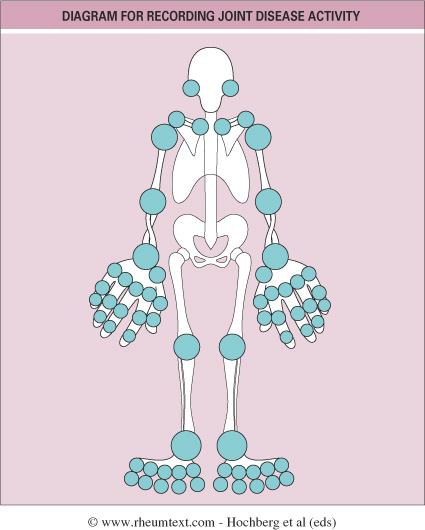 DIAGRAM FOR RECORDING JOINT DISEASE ACTIVITY
© www.rheumtext.com - Hochberg et al (eds)